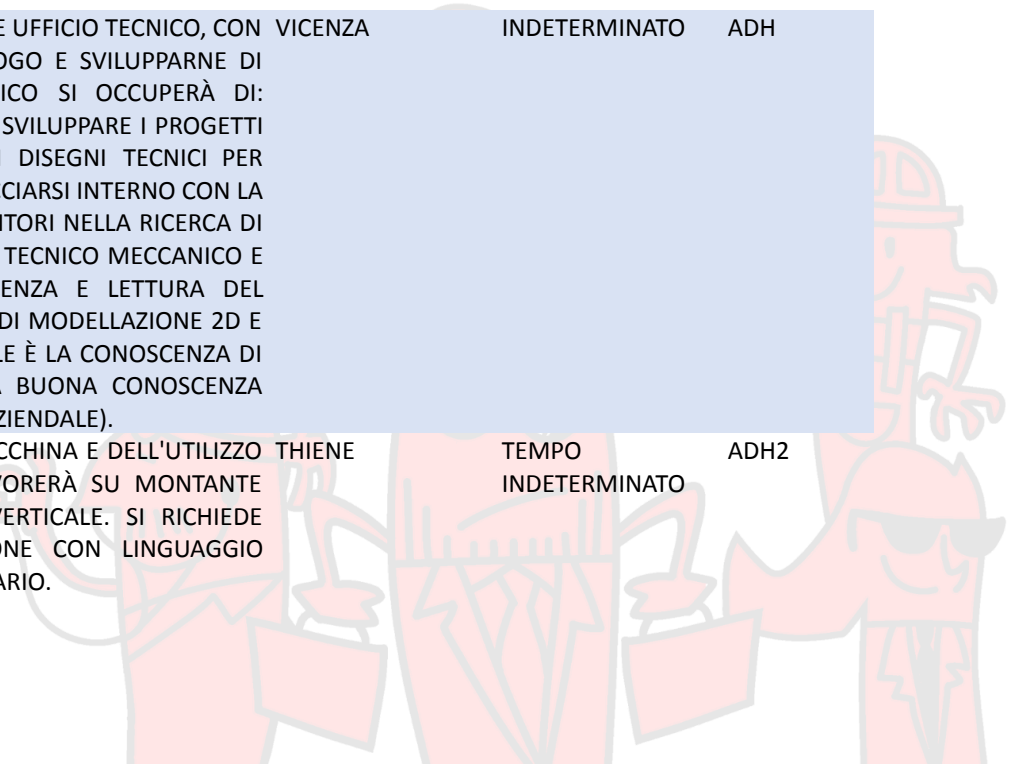 E UFFICIO TECNICO, CON VICENZA INDETERMINATO ADH
OGO E SVILUPPARNE DI
ICO SI OCCUPERÀ DI:
SVILUPPARE I PROGETTI
DISEGNI TECNICI PER
CCIARSI INTERNO CON LA
ITORI NELLA RICERCA DI
TECNICO MECCANICO E
ENZA E LETTURA DEL
DI MODELLAZIONE 2D E
LE È LA CONOSCENZA DI
A BUONA CONOSCENZA
ZIENDALE).
CCHINA E DELL'UTILIZZO THIENE TEMPO ADH2
VORERÀ SU MONTANTE INDETERMINATO
VERTICALE. SI RICHIEDE
ONE CON LINGUAGGIO
ARIO.